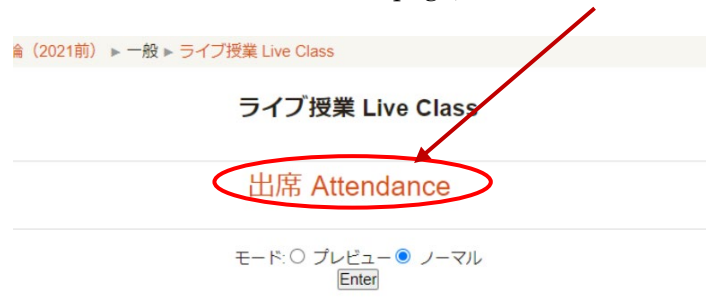 （2021前） ▶ 一般 ▶ ライブ授業 Live Class
ライブ授業 Live Class
出席 Attendance
モード: プレビュー ノーマル
Enter